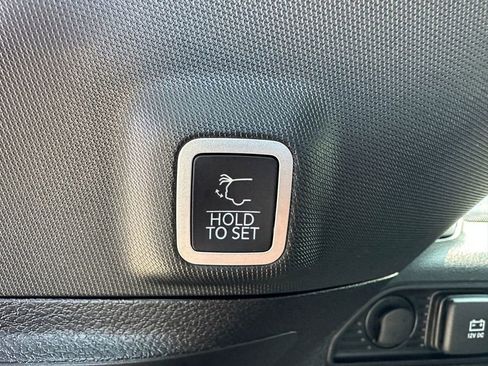 HOLD
TO SET
12V DC